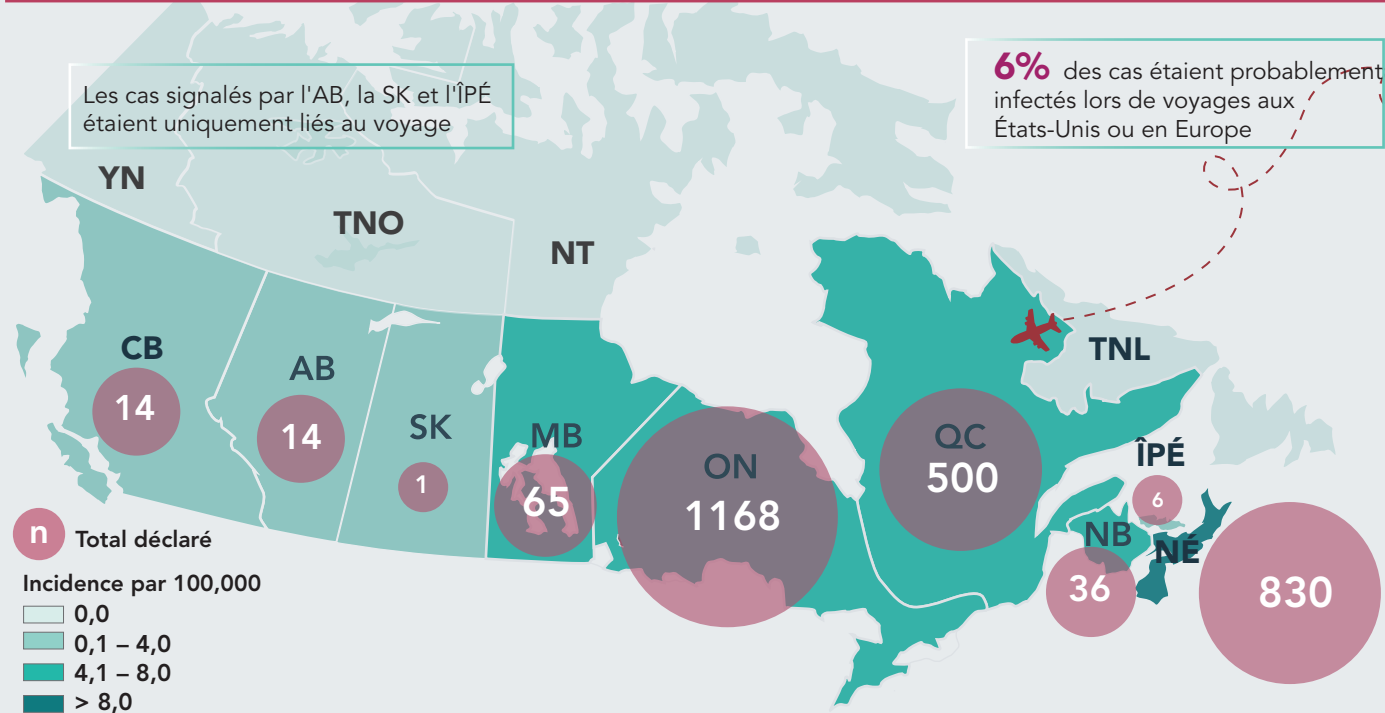 Les cas signalés par l'AB, la SK et l'ÎPÉ
étaient uniquement liés au voyage
6% des cas étaient probablement
infectés lors de voyages aux
États-Unis ou en Europe
YN
TNO
NT
CB
14
AB
14
SK
1
MB
65
ON
1168
QC
500
TNL
ÎPÉ
6
NB
36
NÉ
830
n Total déclaré
Incidence par 100,000
0,0
0,1 – 4,0
4,1 – 8,0
> 8,0